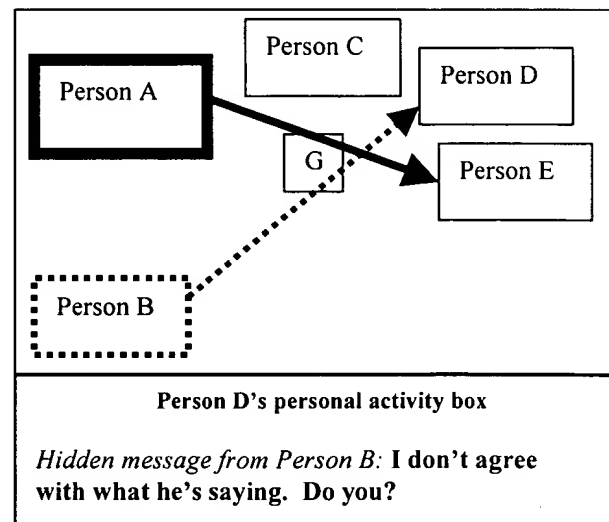 Person C
Person A
Person D
G
Person E
Person B
Person D's personal activity box
Hidden message from Person B: I don't agree
with what he's saying. Do you?